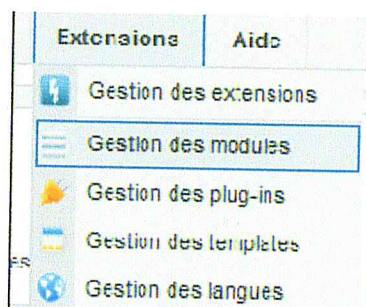 Extensions Aide
Gestion des extensions
Gestion des modules
Gestion des plug-ins
Gestion des templates
Gestion des langues